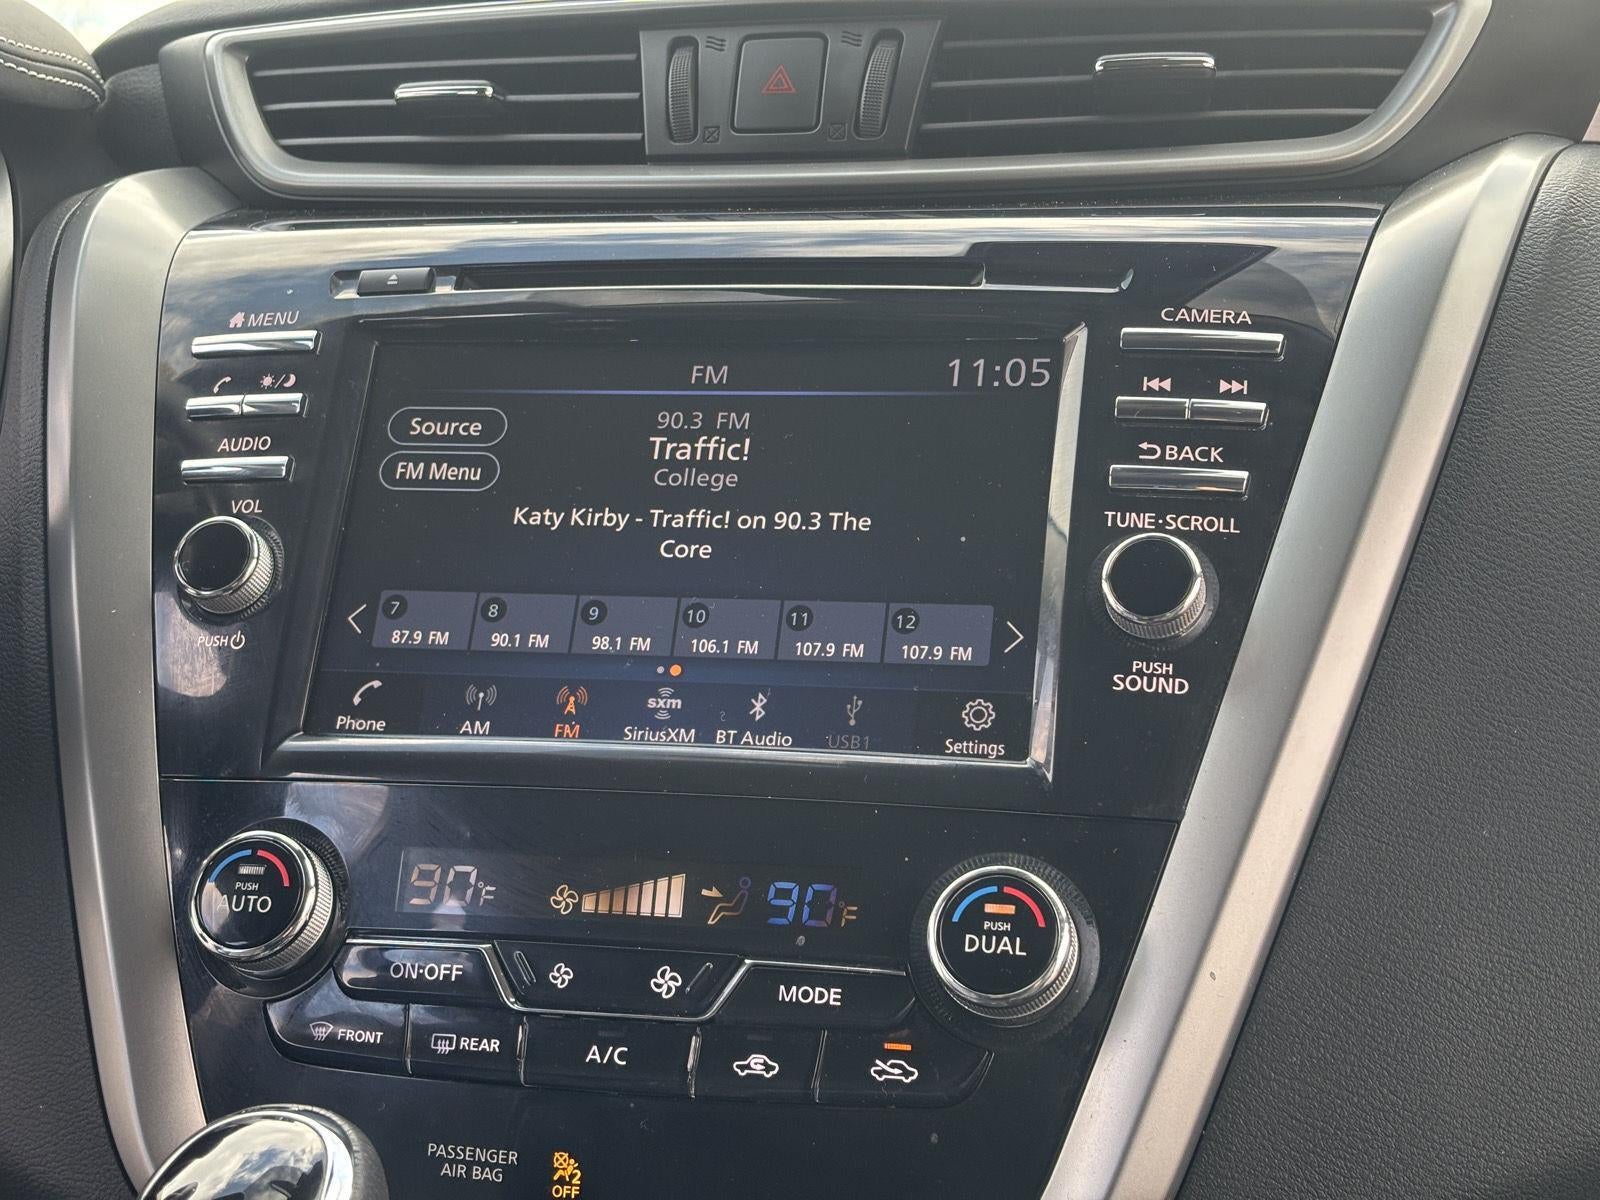 MENU
CAMERA
FM
11:05
Source
90.3 FM
Traffic!
FM Menu
College
AUDIO
BACK
VOL
Katy Kirby - Traffic! on 90.3 The
Core
TUNE·SCROLL
7
8
9
10
11
12
87.9 FM
90.1 FM
98.1 FM
106.1 FM
107.9 FM
107.9 FM
PUSH
PUSH
SOUND
Phone
AM
FM
sxm
SiriusXM
BT Audio
USB1
Settings
PUSH
AUTO
90°F
90°F
PUSH
DUAL
ON·OFF
MODE
FRONT
REAR
A/C
PASSENGER
AIR BAG
2
OFF